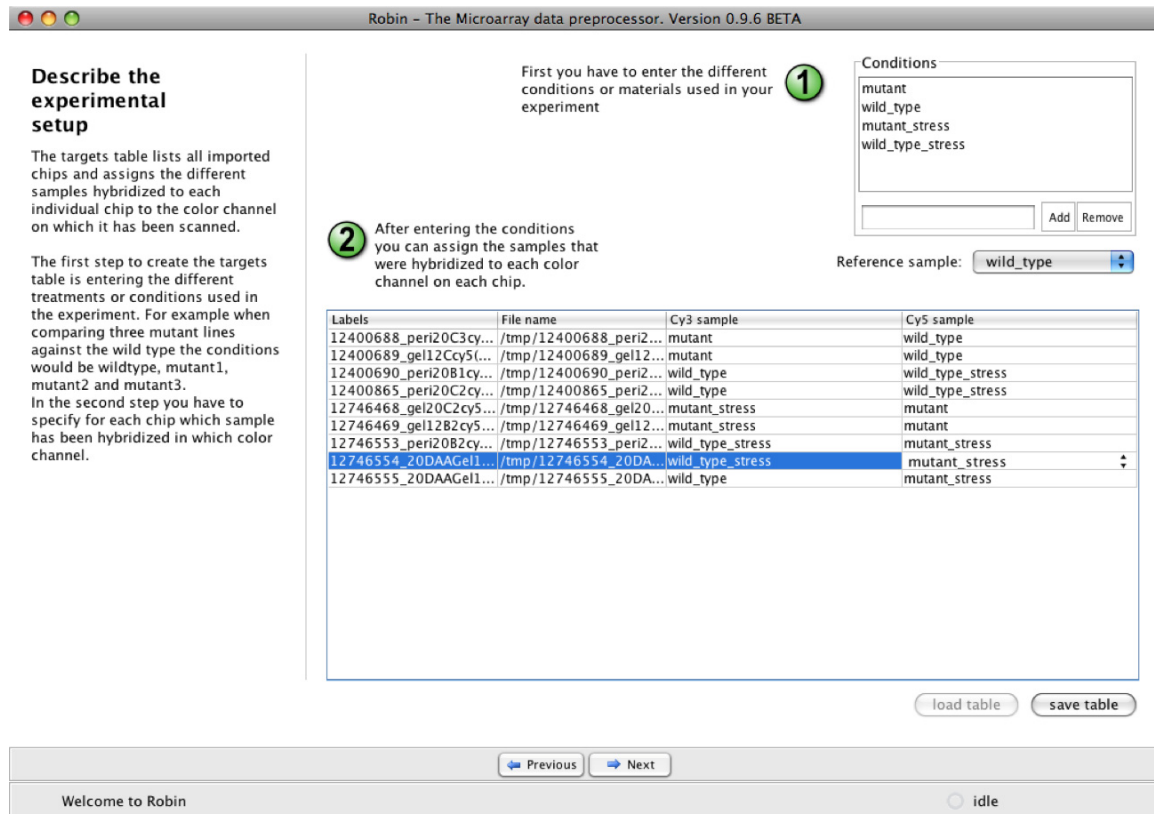 Robin – The Microarray data preprocessor. Version 0.9.6 BETA
Describe the
experimental
setup
The targets table lists all imported
chips and assigns the different
samples hybridized to each
individual chip to the color channel
on which it has been scanned.
The first step to create the targets
table is entering the different
treatments or conditions used in
the experiment. For example when
comparing three mutant lines
against the wild type the conditions
would be wildtype, mutant1,
mutant2 and mutant3.
In the second step you have to
specify for each chip which sample
has been hybridized in which color
channel.
First you have to enter the different
conditions or materials used in your
experiment
1
Conditions
mutant
wild_type
mutant_stress
wild_type_stress
Add Remove
2
After entering the conditions
you can assign the samples that
were hybridized to each color
channel on each chip.
Reference sample: wild_type
Labels File name Cy3 sample Cy5 sample
12400688_peri20C3cy... /tmp/12400688_peri2... mutant wild_type
12400689_gel12Ccy5(... /tmp/12400689_gel12... mutant wild_type
12400690_peri20B1cy... /tmp/12400690_peri2... wild_type wild_type_stress
12400865_peri20C2cy... /tmp/12400865_peri2... wild_type wild_type_stress
12746468_gel20C2cy5... /tmp/12746468_gel20... mutant_stress mutant
12746469_gel12B2cy5... /tmp/12746469_gel12... mutant_stress mutant
12746553_peri20B2cy... /tmp/12746553_peri2... wild_type_stress mutant_stress
12746554_20DAAGel1... /tmp/12746554_20DA... wild_type_stress mutant_stress
12746555_20DAAGel1... /tmp/12746555_20DA... wild_type mutant_stress
load table save table
Previous Next
Welcome to Robin idle